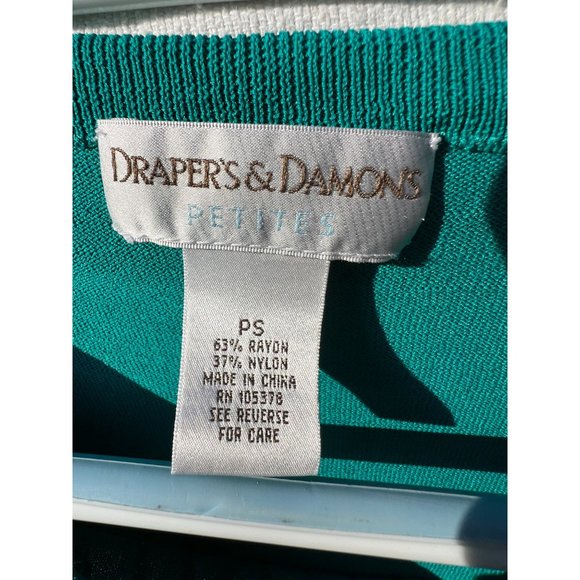 DRAPER'S & DAMON'S
PETITES
PS
63% RAYON
37% NYLON
MADE IN CHINA
RN 105378
SEE REVERSE
FOR CARE